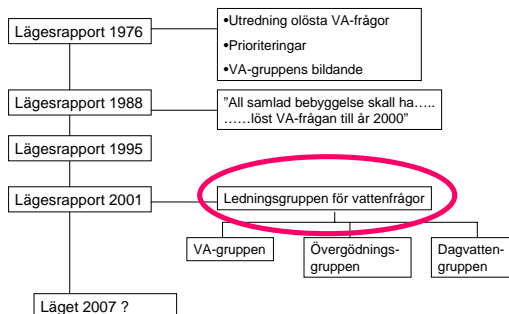 Lägesrapport 1976
•Utredning olösta VA-frågor
•Prioriteringar
•VA-gruppens bildande
Lägesrapport 1988
”All samlad bebyggelse skall ha…..
……löst VA-frågan till år 2000”
Lägesrapport 1995
Lägesrapport 2001
Ledningsgruppen för vattenfrågor
VA-gruppen
Övergödnings-
gruppen
Dagvatten-
gruppen
Läget 2007 ?